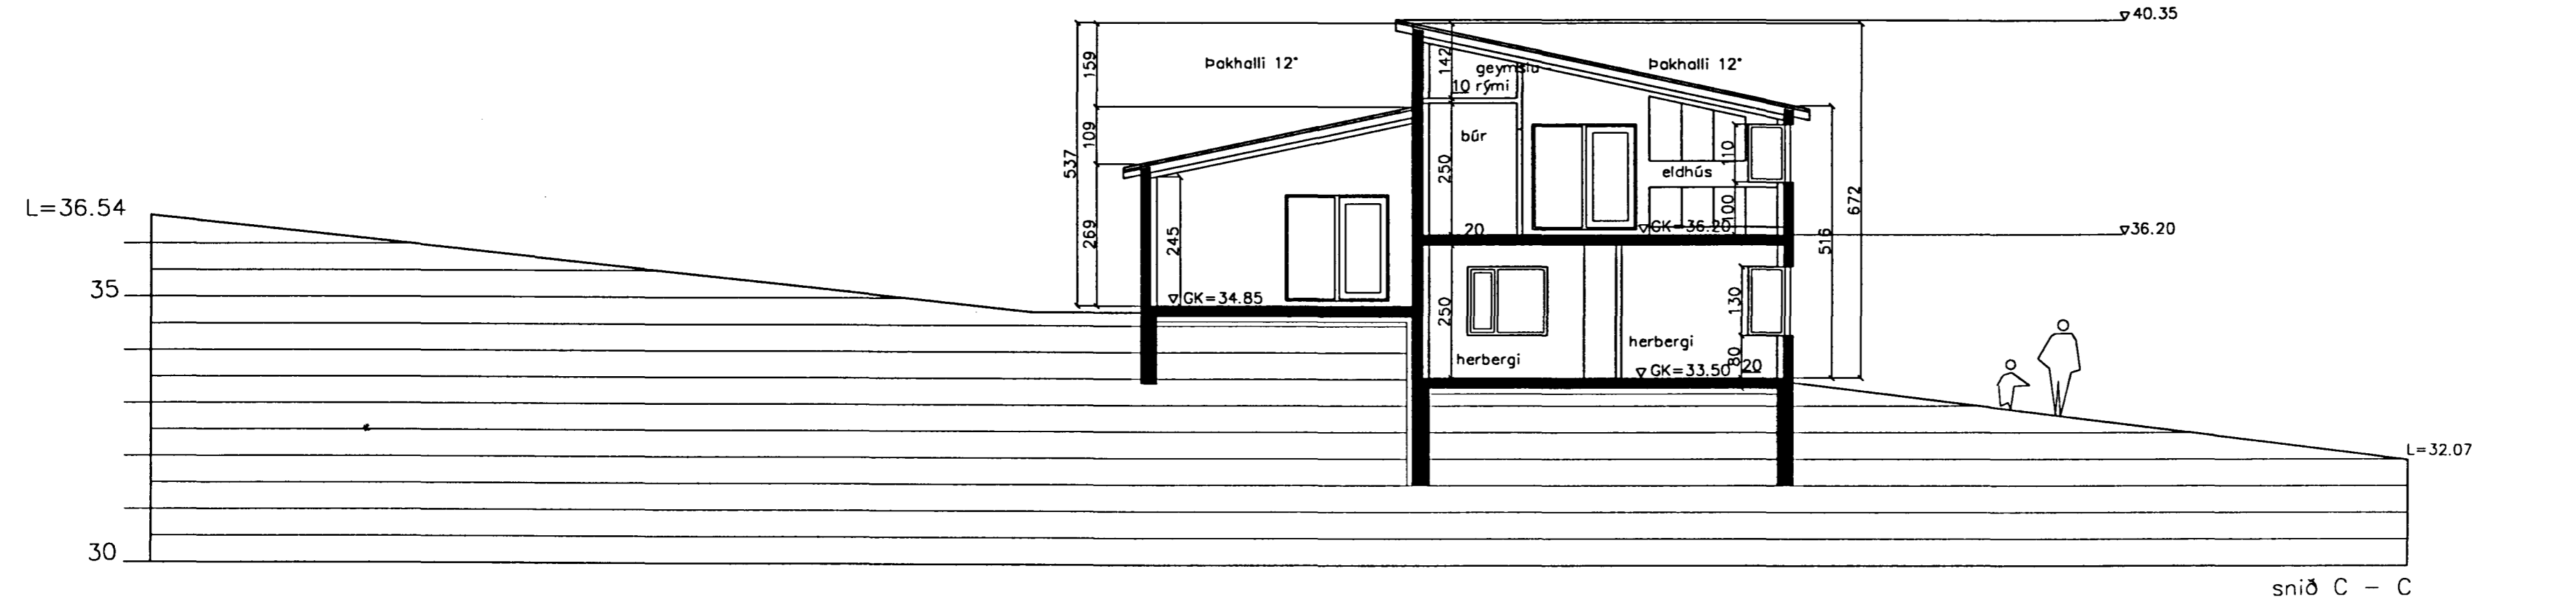 40.35
159
Þakhalli 12°
142
geymslu
10 rými
Þakhalli 12°
109
537
búr
110
250
eldhús
672
L=36.54
269
245
100
20
GK=36.20
36.20
516
35
GK=34.85
250
130
herbergi
herbergi
80
20
GK=33.50
L=32.07
30
snið C - C